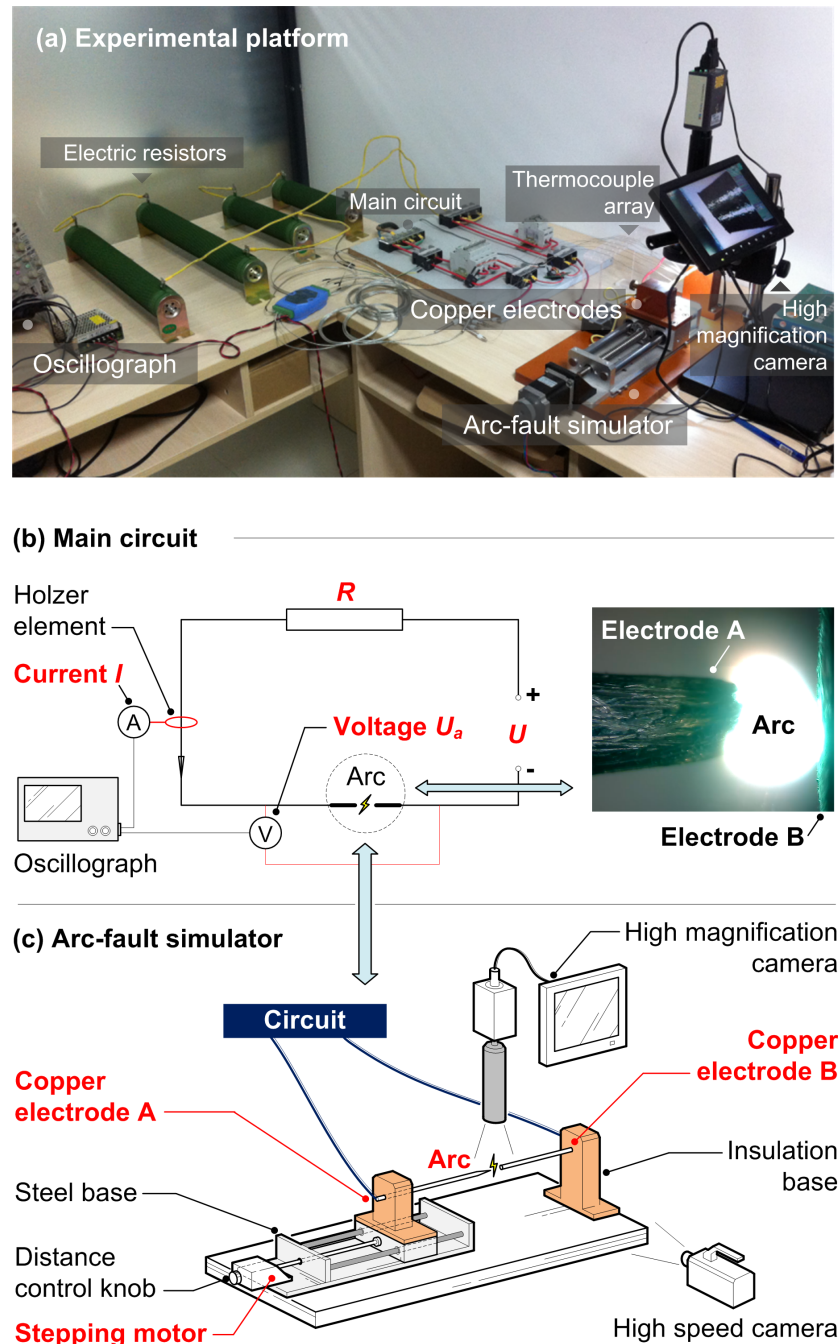 (a) Experimental platform
Electric resistors
Main circuit
Thermocouple
array
Copper electrodes
High
magnification
camera
Oscillograph
Arc-fault simulator
(b) Main circuit
Holzer
element
R
Electrode A
Current I
+
A
Voltage Ua
U
Arc
Arc
-
V
Oscillograph
Electrode B
(c) Arc-fault simulator
High magnification
camera
Circuit
Copper
electrode B
Copper
electrode A
Arc
Insulation
base
Steel base
Distance
control knob
Stepping motor
High speed camera